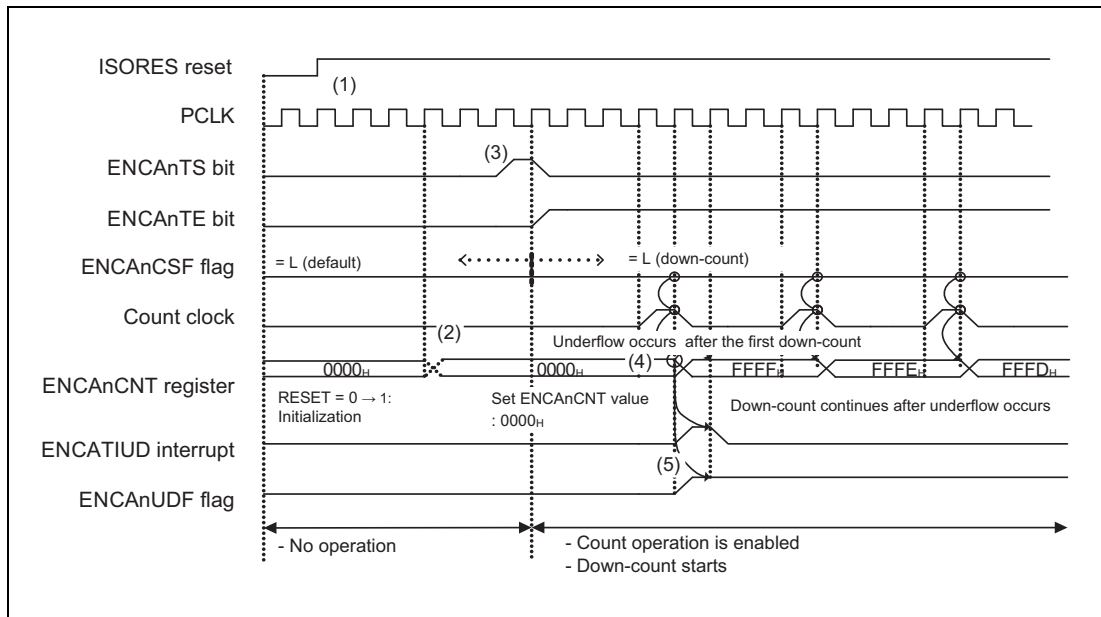 ISORES reset
(1)
PCLK
(3)
ENCAnTS bit
ENCAnTE bit
ENCAnCSF flag
= L (default)
= L (down-count)
Count clock
(2)
Underflow occurs after the first down-count
(4)
ENCAnCNT register
0000H
0000H
FFFFH
FFFEH
FFFDH
RESET = 0 → 1:
Initialization
Set ENCAnCNT value
: 0000H
Down-count continues after underflow occurs
ENCATIUD interrupt
(5)
ENCAnUDF flag
- No operation
- Count operation is enabled
- Down-count starts